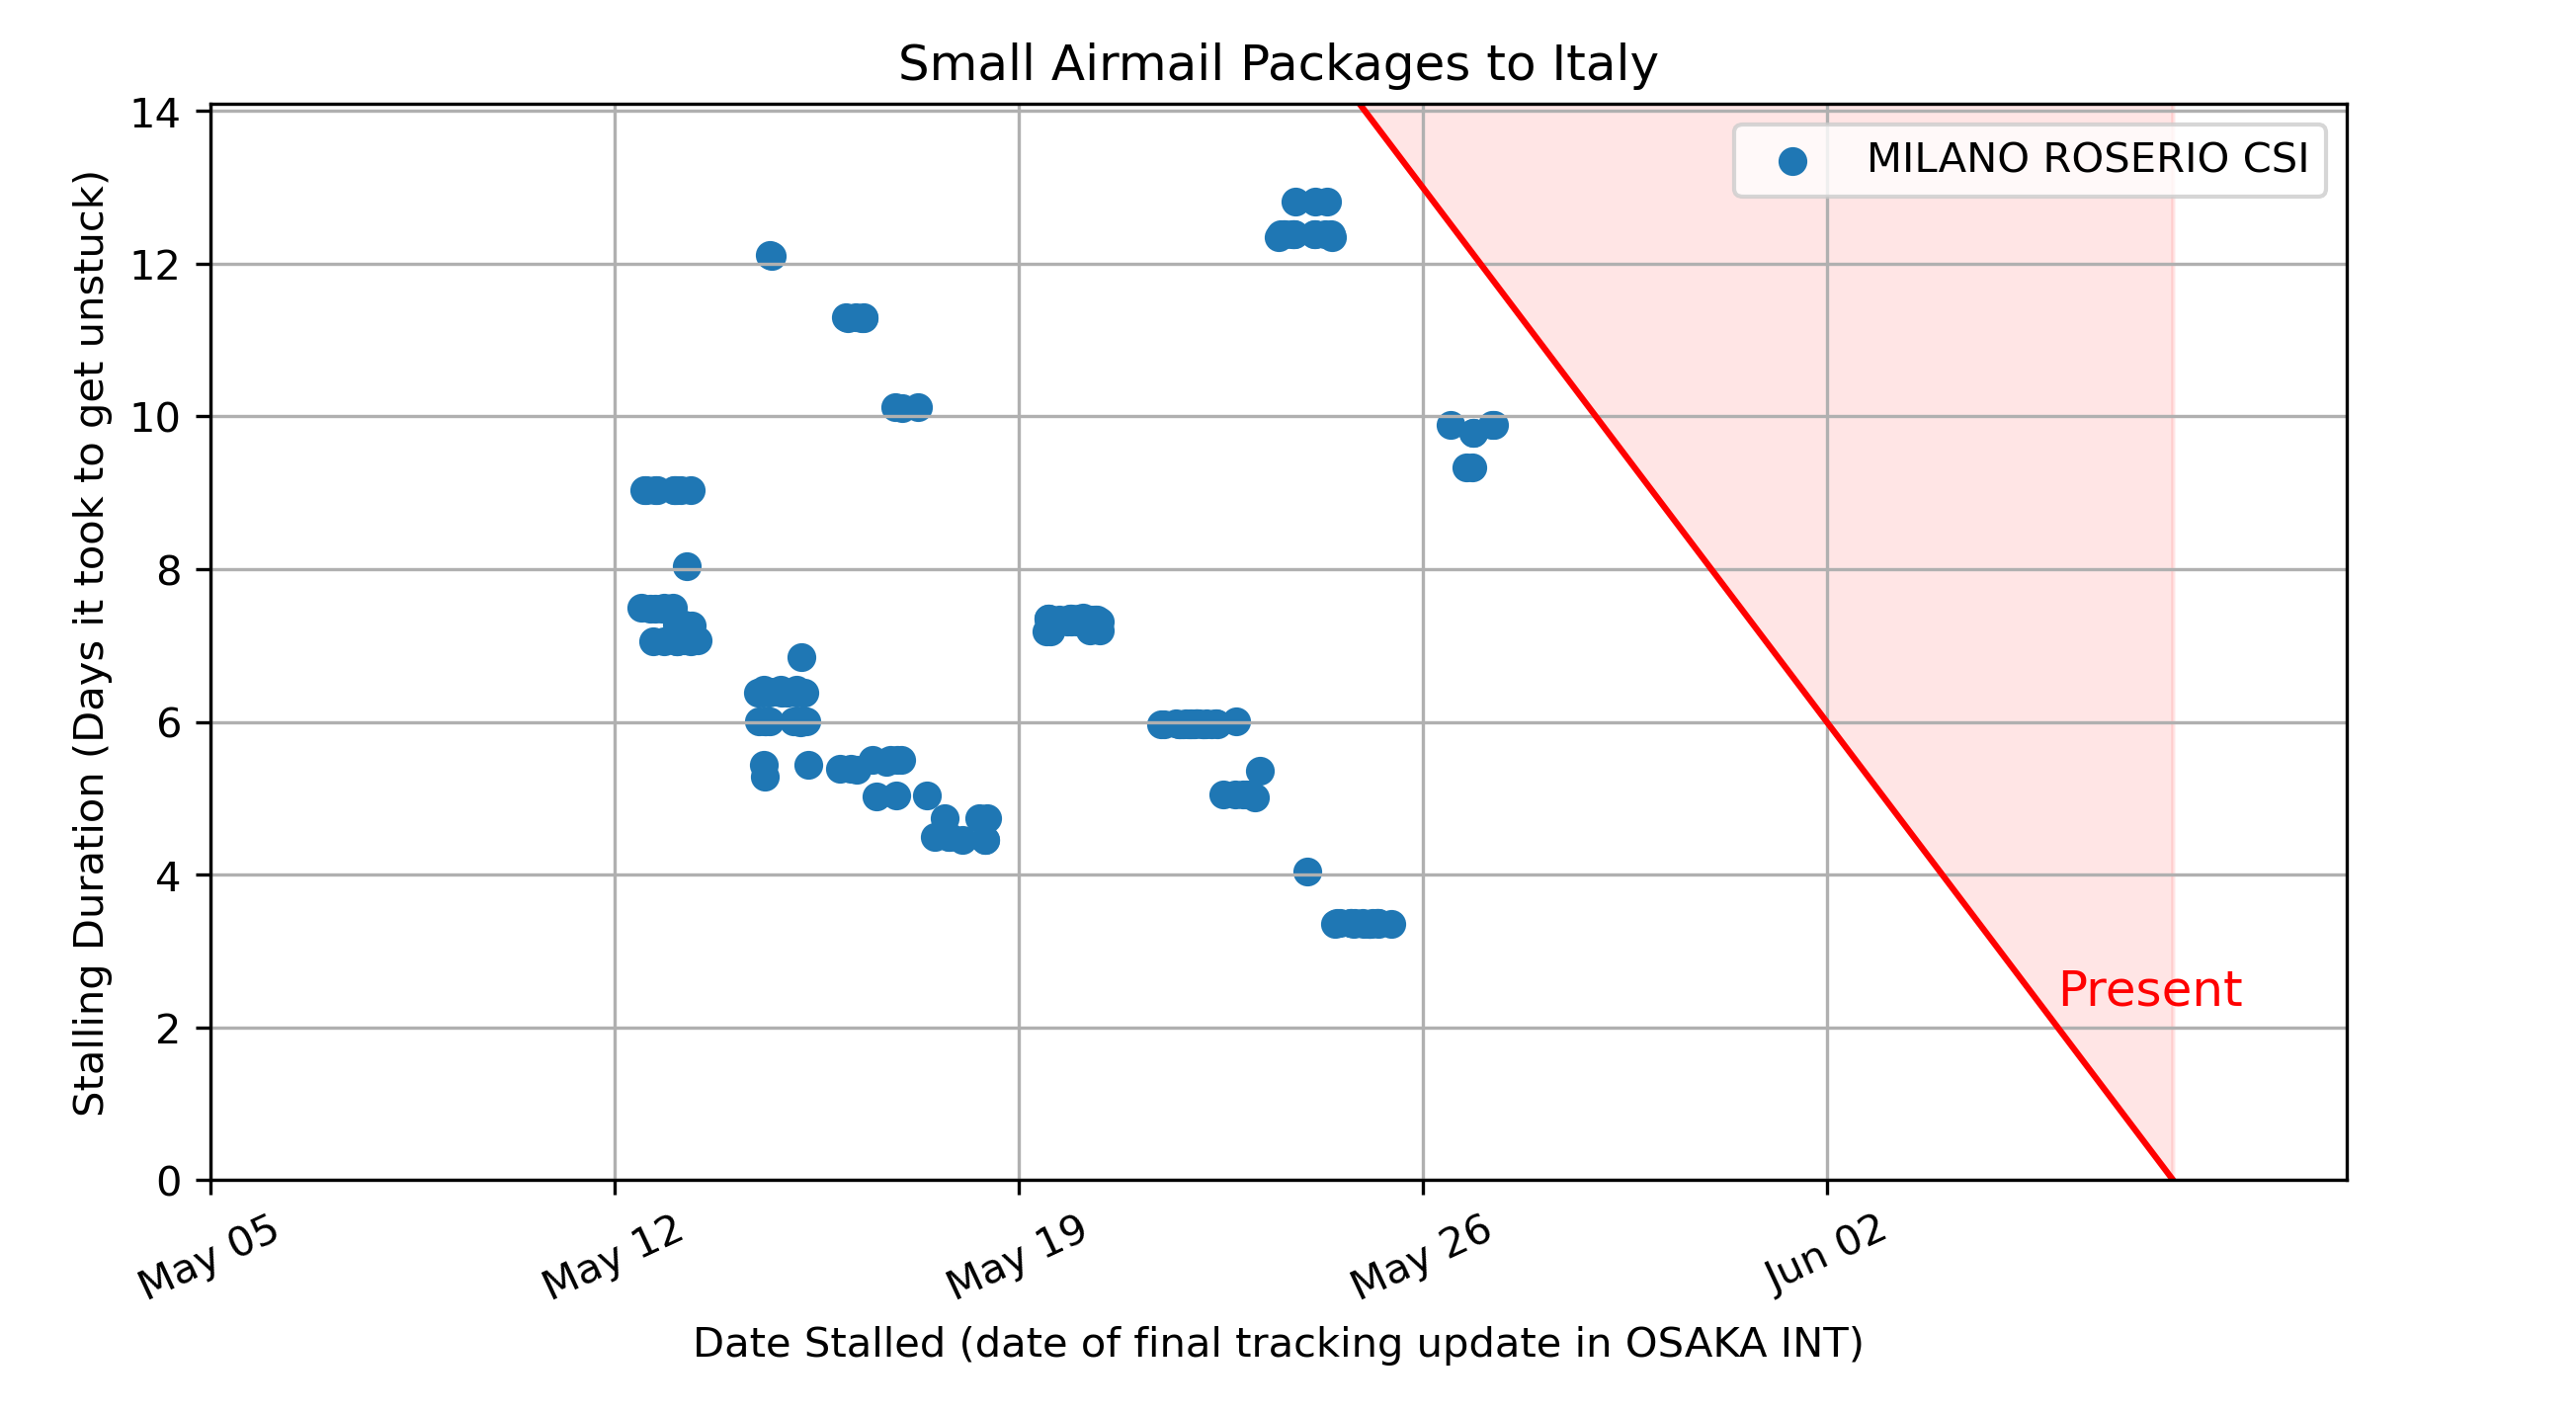 Small Airmail Packages to Italy
Stalling Duration (Days it took to get unstuck)
14
12
10
8
6
4
2
0
MILANO ROSERIO CSI
Present
May 05
May 12
May 19
May 26
Jun 02
Date Stalled (date of final tracking update in OSAKA INT)